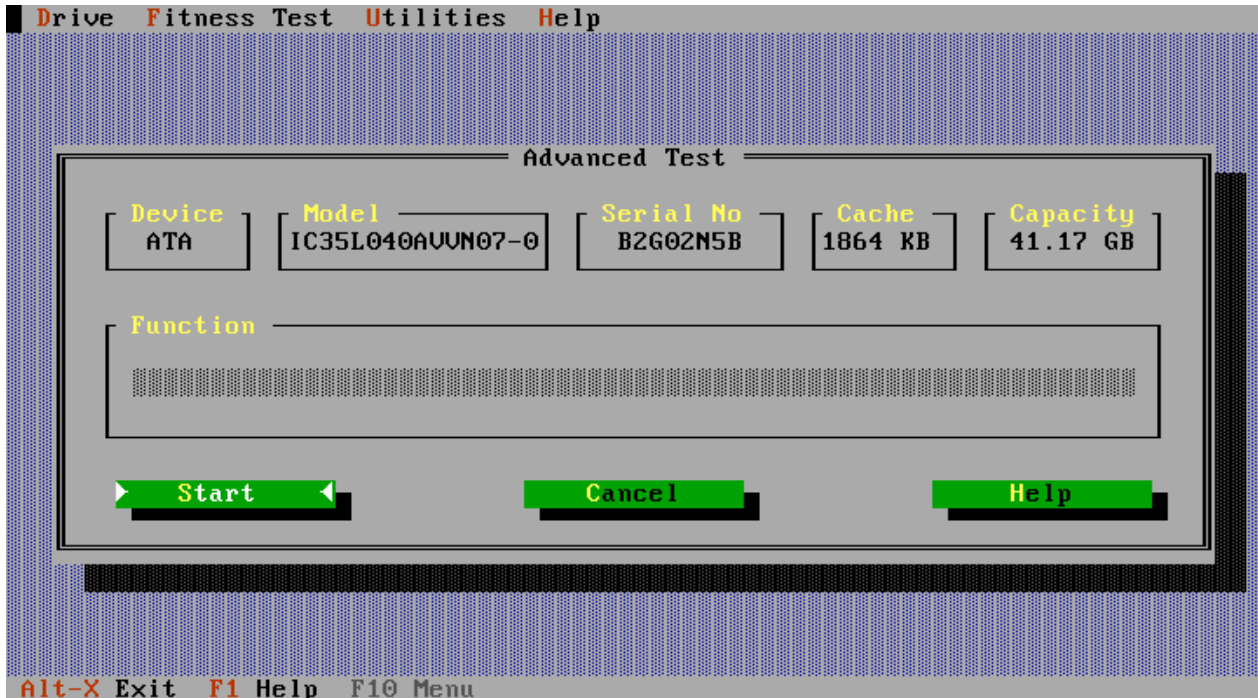 Drive Fitness Test Utilities Help
Advanced Test
Device Model Serial No Cache Capacity
ATA IC35L040AVVN07-0 B2G02N5B 1864 KB 41.17 GB
Function
Start Cancel Help
Alt-X Exit F1 Help F10 Menu